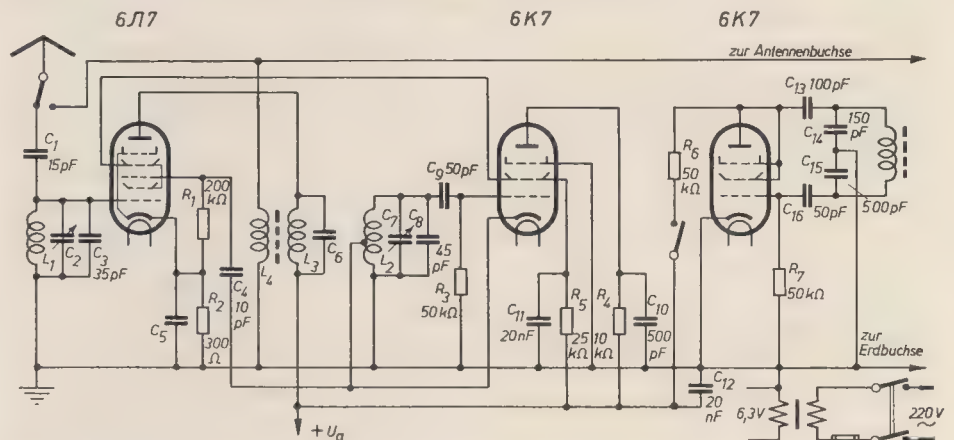 6Л7
6K7
6K7
zur Antennenbuchse
C1
15pF
L1
C2
C3
35pF
R1
200
kΩ
R2
300
Ω
C4
10
pF
C5
L4
L3
C6
C7
C8
L2
45
pF
C9 50pF
R3
50kΩ
C11
20nF
R5
25
kΩ
R4
10
kΩ
C10
500
pF
R6
50
kΩ
C13 100pF
150
pF
C14
C15
500pF
C16
50pF
R7
50kΩ
C12
20
nF
zur
Erdbuchse
6,3V
220V
~
+Ua